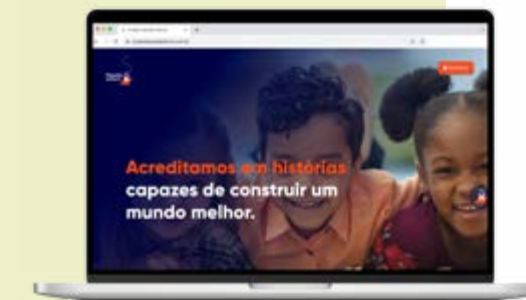 Acreditamos em histórias
capazes de construir um
mundo melhor.